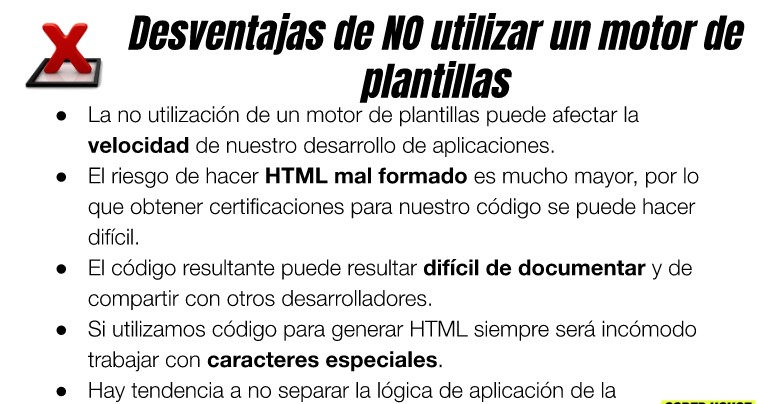 Desventajas de NO utilizar un motor de
plantillas
● La no utilización de un motor de plantillas puede afectar la
velocidad de nuestro desarrollo de aplicaciones.
● El riesgo de hacer HTML mal formado es mucho mayor, por lo
que obtener certificaciones para nuestro código se puede hacer
difícil.
● El código resultante puede resultar difícil de documentar y de
compartir con otros desarrolladores.
● Si utilizamos código para generar HTML siempre será incómodo
trabajar con caracteres especiales.
● Hay tendencia a no separar la lógica de aplicación de la